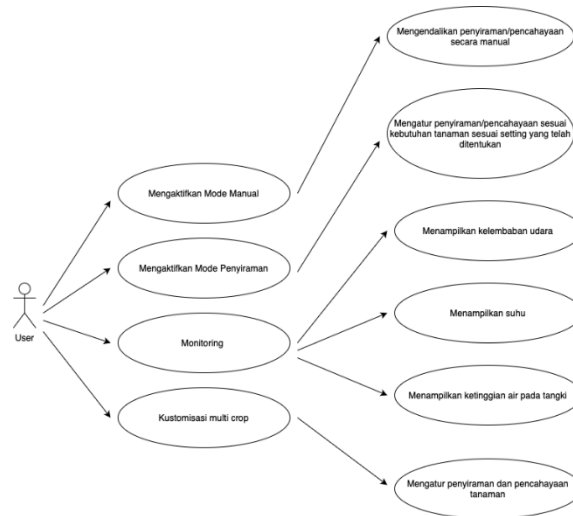 Mengendalikan penyiraman/pencahayaan
secara manual
Mengatur penyiraman/pencahayaan sesuai
kebutuhan tanaman sesuai setting yang telah
ditentukan
Mengaktifkan Mode Manual
Menampilkan kelembaban udara
Mengaktifkan Mode Penyiraman
Menampilkan suhu
User
Monitoring
Menampilkan ketinggian air pada tangki
Kustomisasi multi crop
Mengatur penyiraman dan pencahayaan
tanaman